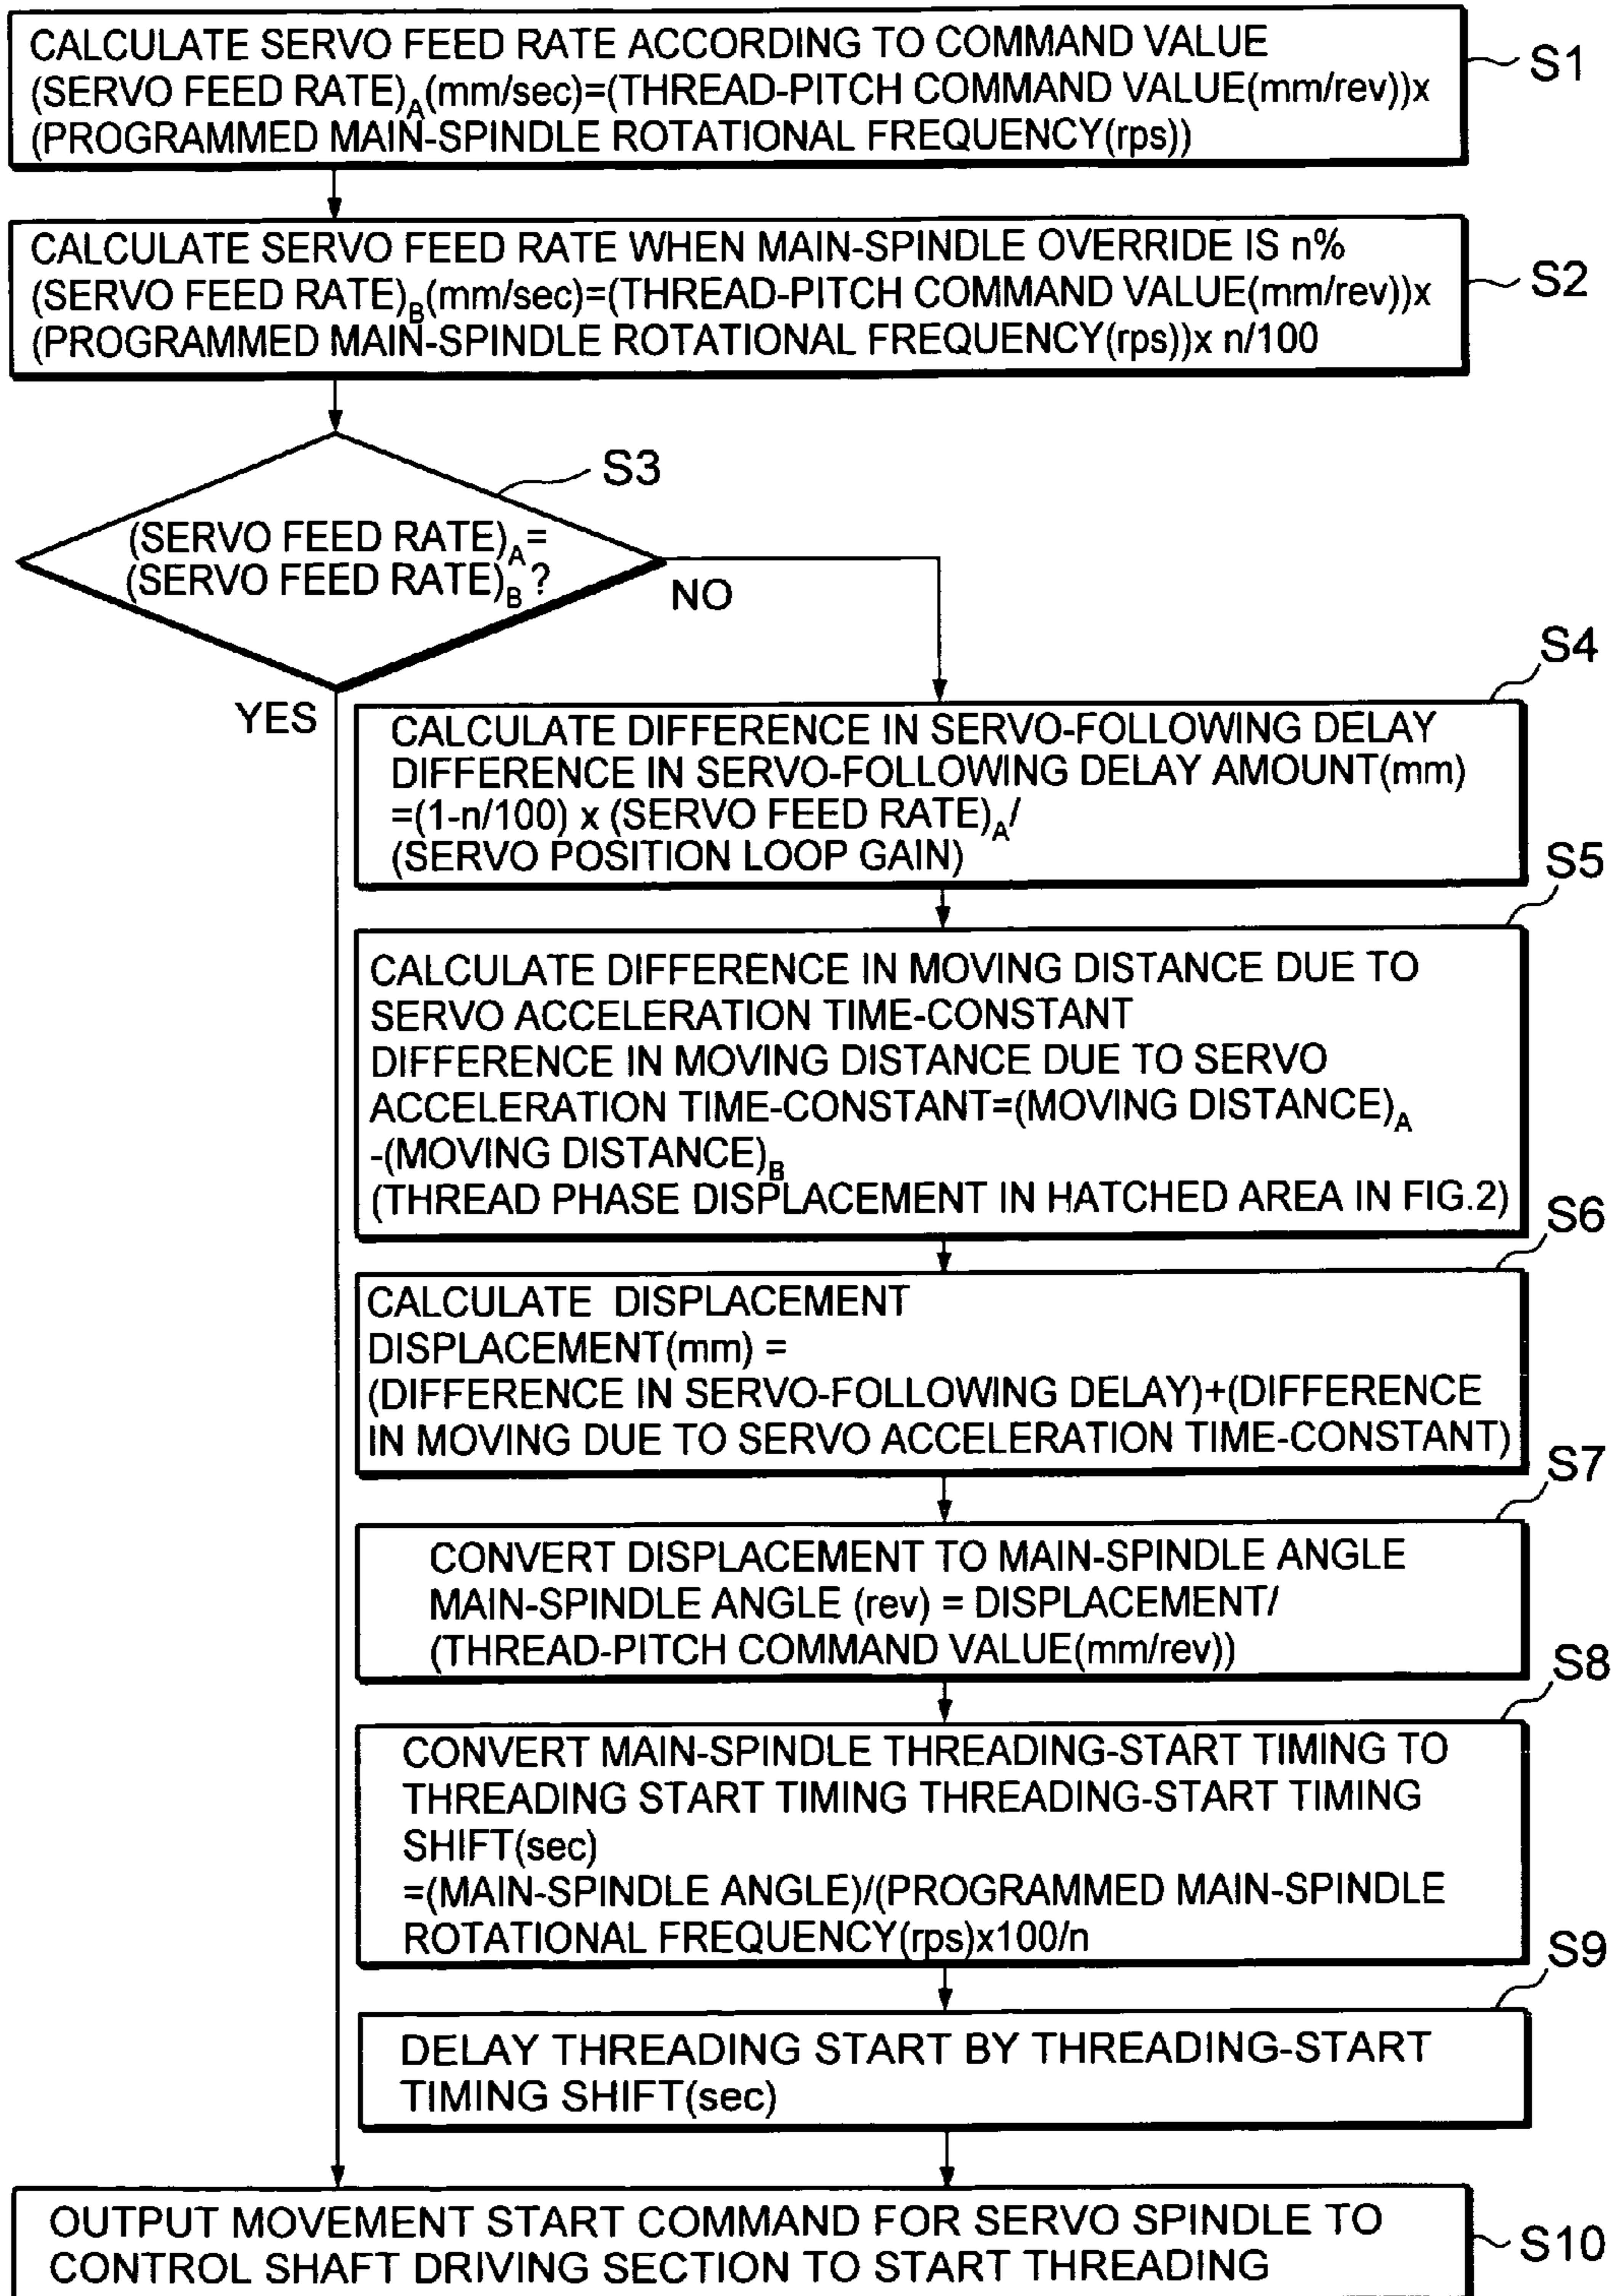 CALCULATE SERVO FEED RATE ACCORDING TO COMMAND VALUE
(SERVO FEED RATE)A(mm/sec)=(THREAD-PITCH COMMAND VALUE(mm/rev))x
(PROGRAMMED MAIN-SPINDLE ROTATIONAL FREQUENCY(rps))
S1
CALCULATE SERVO FEED RATE WHEN MAIN-SPINDLE OVERRIDE IS n%
(SERVO FEED RATE)B(mm/sec)=(THREAD-PITCH COMMAND VALUE(mm/rev))x
(PROGRAMMED MAIN-SPINDLE ROTATIONAL FREQUENCY(rps))x n/100
S2
S3
(SERVO FEED RATE)A=
(SERVO FEED RATE)B?
NO
YES
S4
CALCULATE DIFFERENCE IN SERVO-FOLLOWING DELAY
DIFFERENCE IN SERVO-FOLLOWING DELAY AMOUNT(mm)
=(1-n/100) x (SERVO FEED RATE)A/
(SERVO POSITION LOOP GAIN)
S5
CALCULATE DIFFERENCE IN MOVING DISTANCE DUE TO
SERVO ACCELERATION TIME-CONSTANT
DIFFERENCE IN MOVING DISTANCE DUE TO SERVO
ACCELERATION TIME-CONSTANT=(MOVING DISTANCE)A
-(MOVING DISTANCE)B
(THREAD PHASE DISPLACEMENT IN HATCHED AREA IN FIG.2)
S6
CALCULATE DISPLACEMENT
DISPLACEMENT(mm) =
(DIFFERENCE IN SERVO-FOLLOWING DELAY)+(DIFFERENCE
IN MOVING DUE TO SERVO ACCELERATION TIME-CONSTANT)
S7
CONVERT DISPLACEMENT TO MAIN-SPINDLE ANGLE
MAIN-SPINDLE ANGLE (rev) = DISPLACEMENT/
(THREAD-PITCH COMMAND VALUE(mm/rev))
S8
CONVERT MAIN-SPINDLE THREADING-START TIMING TO
THREADING START TIMING THREADING-START TIMING
SHIFT(sec)
=(MAIN-SPINDLE ANGLE)/(PROGRAMMED MAIN-SPINDLE
ROTATIONAL FREQUENCY(rps)x100/n
S9
DELAY THREADING START BY THREADING-START
TIMING SHIFT(sec)
OUTPUT MOVEMENT START COMMAND FOR SERVO SPINDLE TO
CONTROL SHAFT DRIVING SECTION TO START THREADING
S10